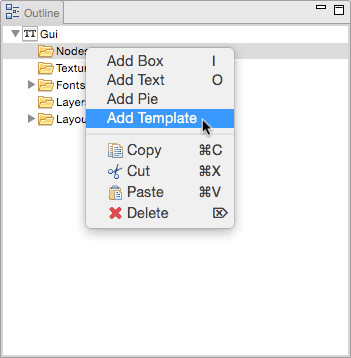 Outline
TT Gui
Nodes
Add Box I
Textur
Add Text O
Fonts
Add Pie
Layer
Add Template
Layou
Copy ⌘C
Cut ⌘X
Paste ⌘V
Delete ⌦